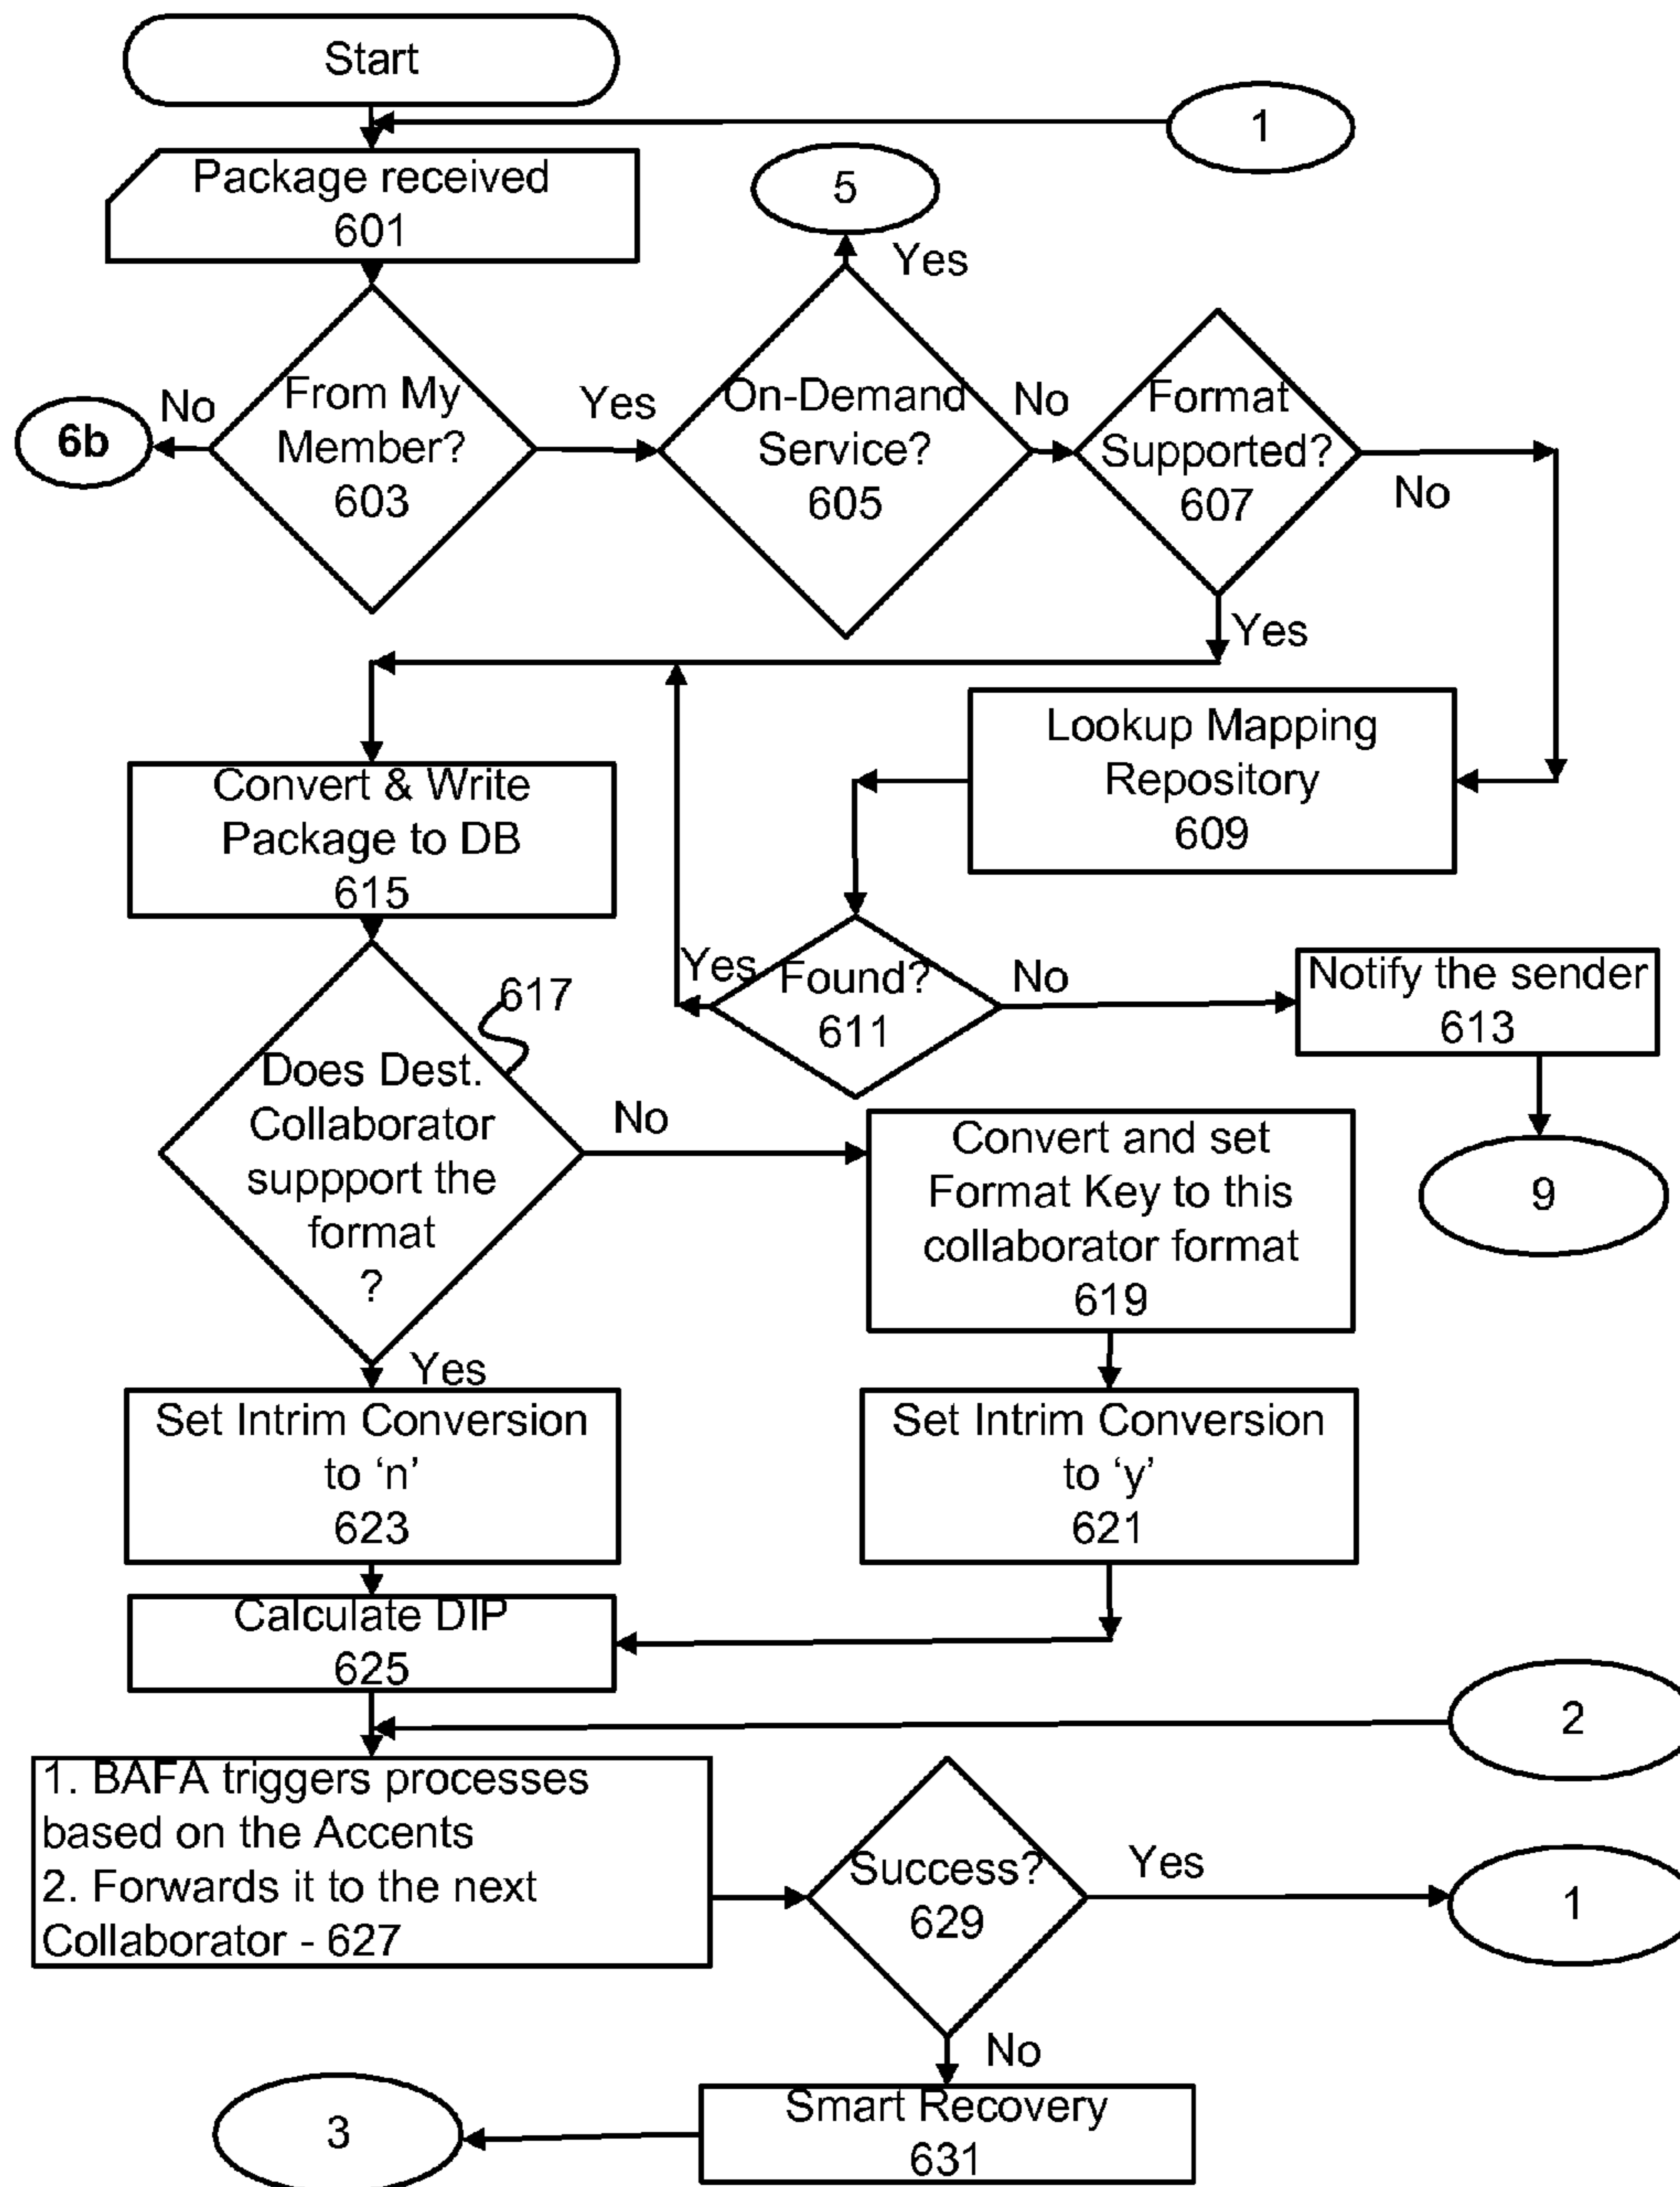 Start
1
Package received
601
5
Yes
From My
Member?
603
No
6b
Yes
On-Demand
Service?
605
No
Format
Supported?
607
No
Yes
Lookup Mapping
Repository
609
Convert & Write
Package to DB
615
Yes
Found?
611
No
Notify the sender
613
617
Does Dest.
Collaborator
suppport the
format
?
No
Convert and set
Format Key to this
collaborator format
619
9
Yes
Set Intrim Conversion
to ‘n’
623
Set Intrim Conversion
to ‘y’
621
Calculate DIP
625
2
1. BAFA triggers processes
based on the Accents
2. Forwards it to the next
Collaborator - 627
Success?
629
Yes
1
No
Smart Recovery
631
3